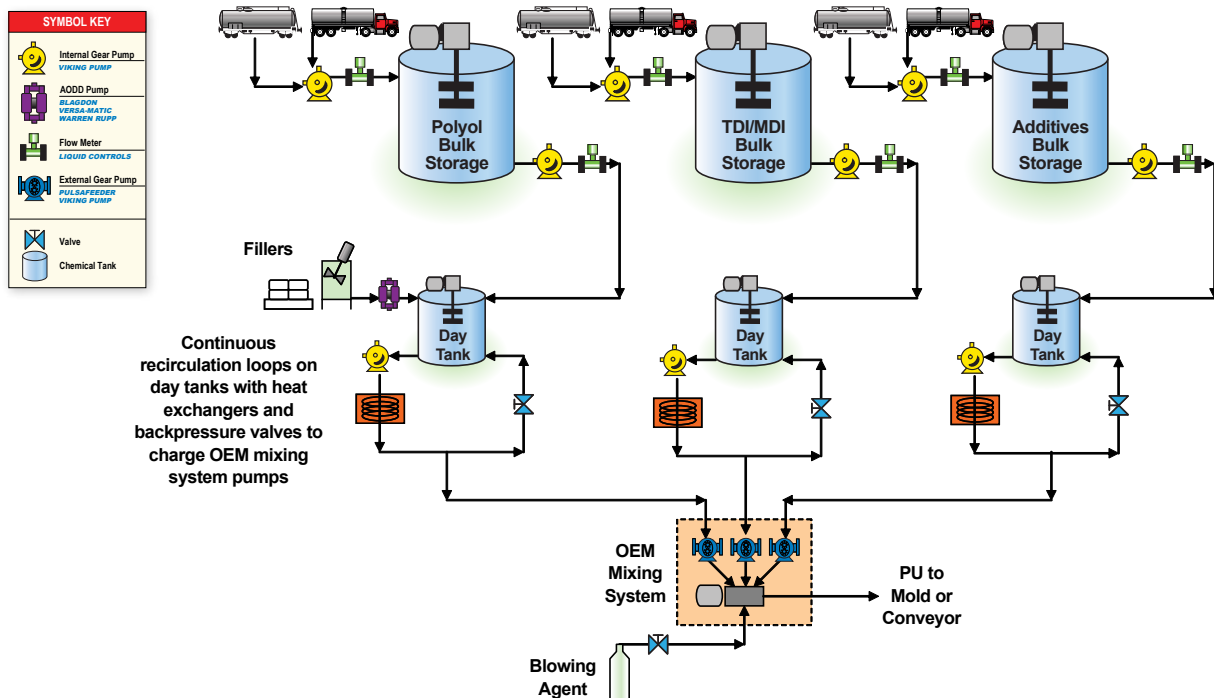 SYMBOL KEY
Internal Gear Pump
VIKING PUMP
AODD Pump
BLAGDON
VERSA-MATIC
WARREN RUPP
Flow Meter
LIQUID CONTROLS
External Gear Pump
PULSAFEEDER
VIKING PUMP
Valve
Chemical Tank
Polyol
Bulk
Storage
TDI/MDI
Bulk
Storage
Additives
Bulk
Storage
Fillers
Day
Tank
Day
Tank
Day
Tank
Continuous
recirculation loops on
day tanks with heat
exchangers and
backpressure valves to
charge OEM mixing
system pumps
OEM
Mixing
System
PU to
Mold or
Conveyor
Blowing
Agent